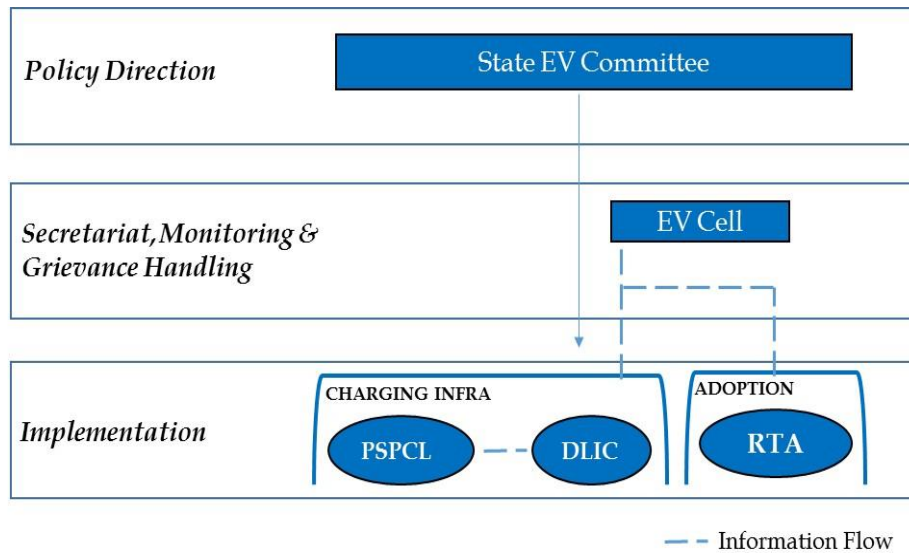 Policy Direction
State EV Committee
Secretariat, Monitoring &
Grievance Handling
EV Cell
Implementation
CHARGING INFRA
PSPCL
DLIC
ADOPTION
RTA
Information Flow